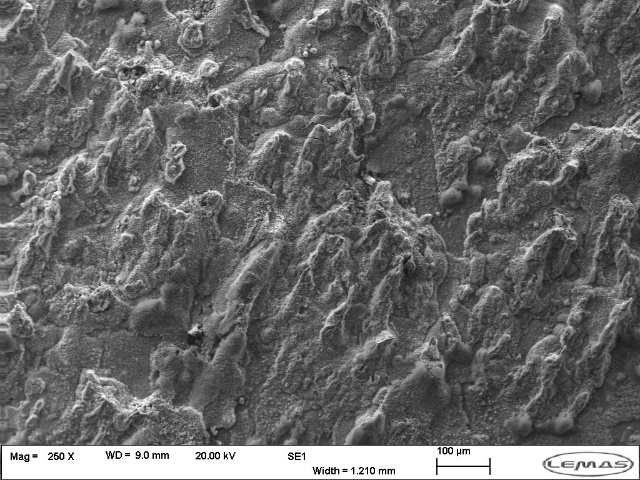 Mag = 250 X WD = 9.0 mm 20.00 kV SE1 100 µm
Width = 1.210 mm
LEMAS